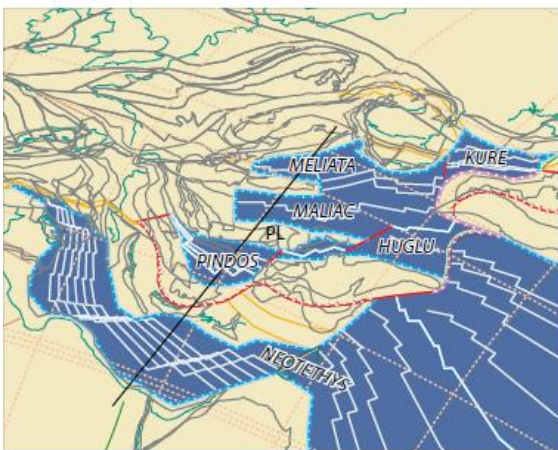 MELIATA
KURE
MALIAC
PL
HUGLU
PINDOS
NEOTETHYS